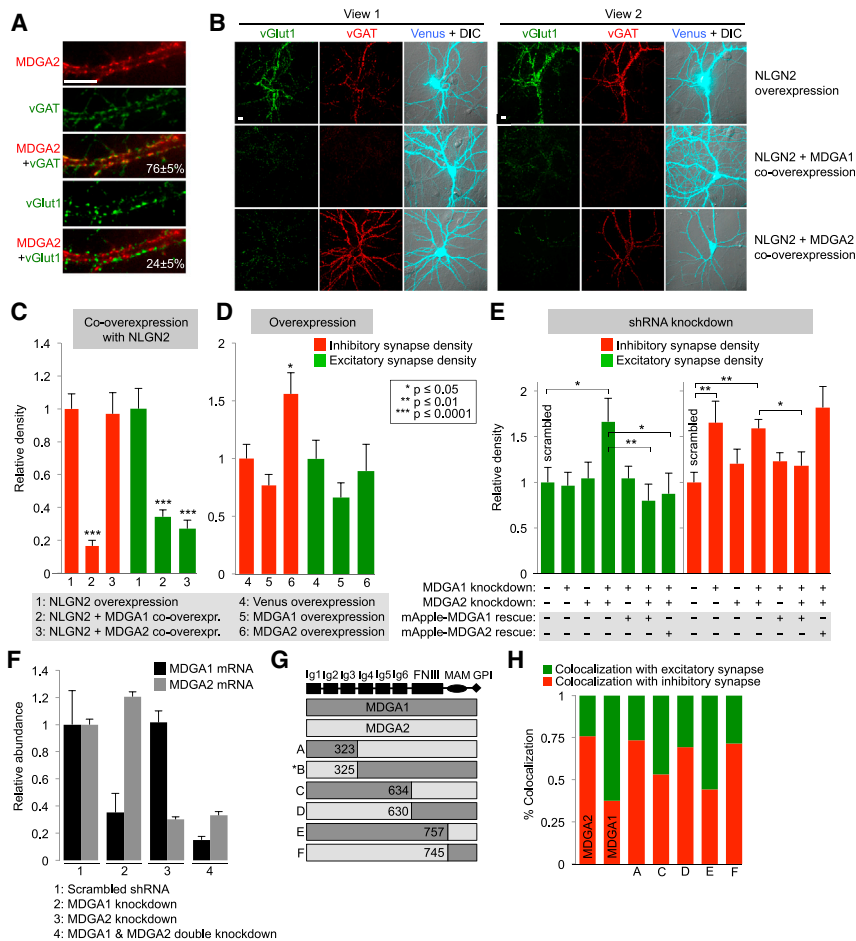 A
MDGA2
vGAT
MDGA2
+vGAT
76±5%
vGlut1
MDGA2
+vGlut1
24±5%
B
View 1
View 2
vGlut1
vGAT
Venus + DIC
vGlut1
vGAT
Venus + DIC
NLGN2
overexpression
NLGN2 + MDGA1
co-overexpression
NLGN2 + MDGA2
co-overexpression
C
Co-overexpression
with NLGN2
Relative density
1.4
1.2
1
0.8
0.6
0.4
0.2
0
***
***
***
1
2
3
1
2
3
D
Overexpression
Inhibitory synapse density
Excitatory synapse density
* p ≤ 0.05
** p ≤ 0.01
*** p ≤ 0.0001
2
1.5
1
0.5
0
*
4
5
6
4
5
6
1: NLGN2 overexpression
2: NLGN2 + MDGA1 co-overexpr.
3: NLGN2 + MDGA2 co-overexpr.
4: Venus overexpression
5: MDGA1 overexpression
6: MDGA2 overexpression
E
shRNA knockdown
Inhibitory synapse density
Excitatory synapse density
Relative density
2
1.5
1
0.5
0
scrambled
*
*
**
scrambled
**
**
*
MDGA1 knockdown: – + – + + + + – + – + + + +
MDGA2 knockdown: – – + + – + + – – + + – + +
mApple-MDGA1 rescue: – – – – + + – – – – – + + –
mApple-MDGA2 rescue: – – – – – – + – – – – – – +
F
MDGA1 mRNA
MDGA2 mRNA
Relative abundance
1.4
1.2
1.0
0.8
0.6
0.4
0.2
0
1
2
3
4
1: Scrambled shRNA
2: MDGA1 knockdown
3: MDGA2 knockdown
4: MDGA1 & MDGA2 double knockdown
G
Ig1 Ig2 Ig3 Ig4 Ig5 Ig6 FNIII MAM GPI
MDGA1
MDGA2
A 323
*B 325
C 634
D 630
E 757
F 745
H
Colocalization with excitatory synapse
Colocalization with inhibitory synapse
% Colocalization
1
0.75
0.5
0.25
0
MDGA2
MDGA1
A
C
D
E
F